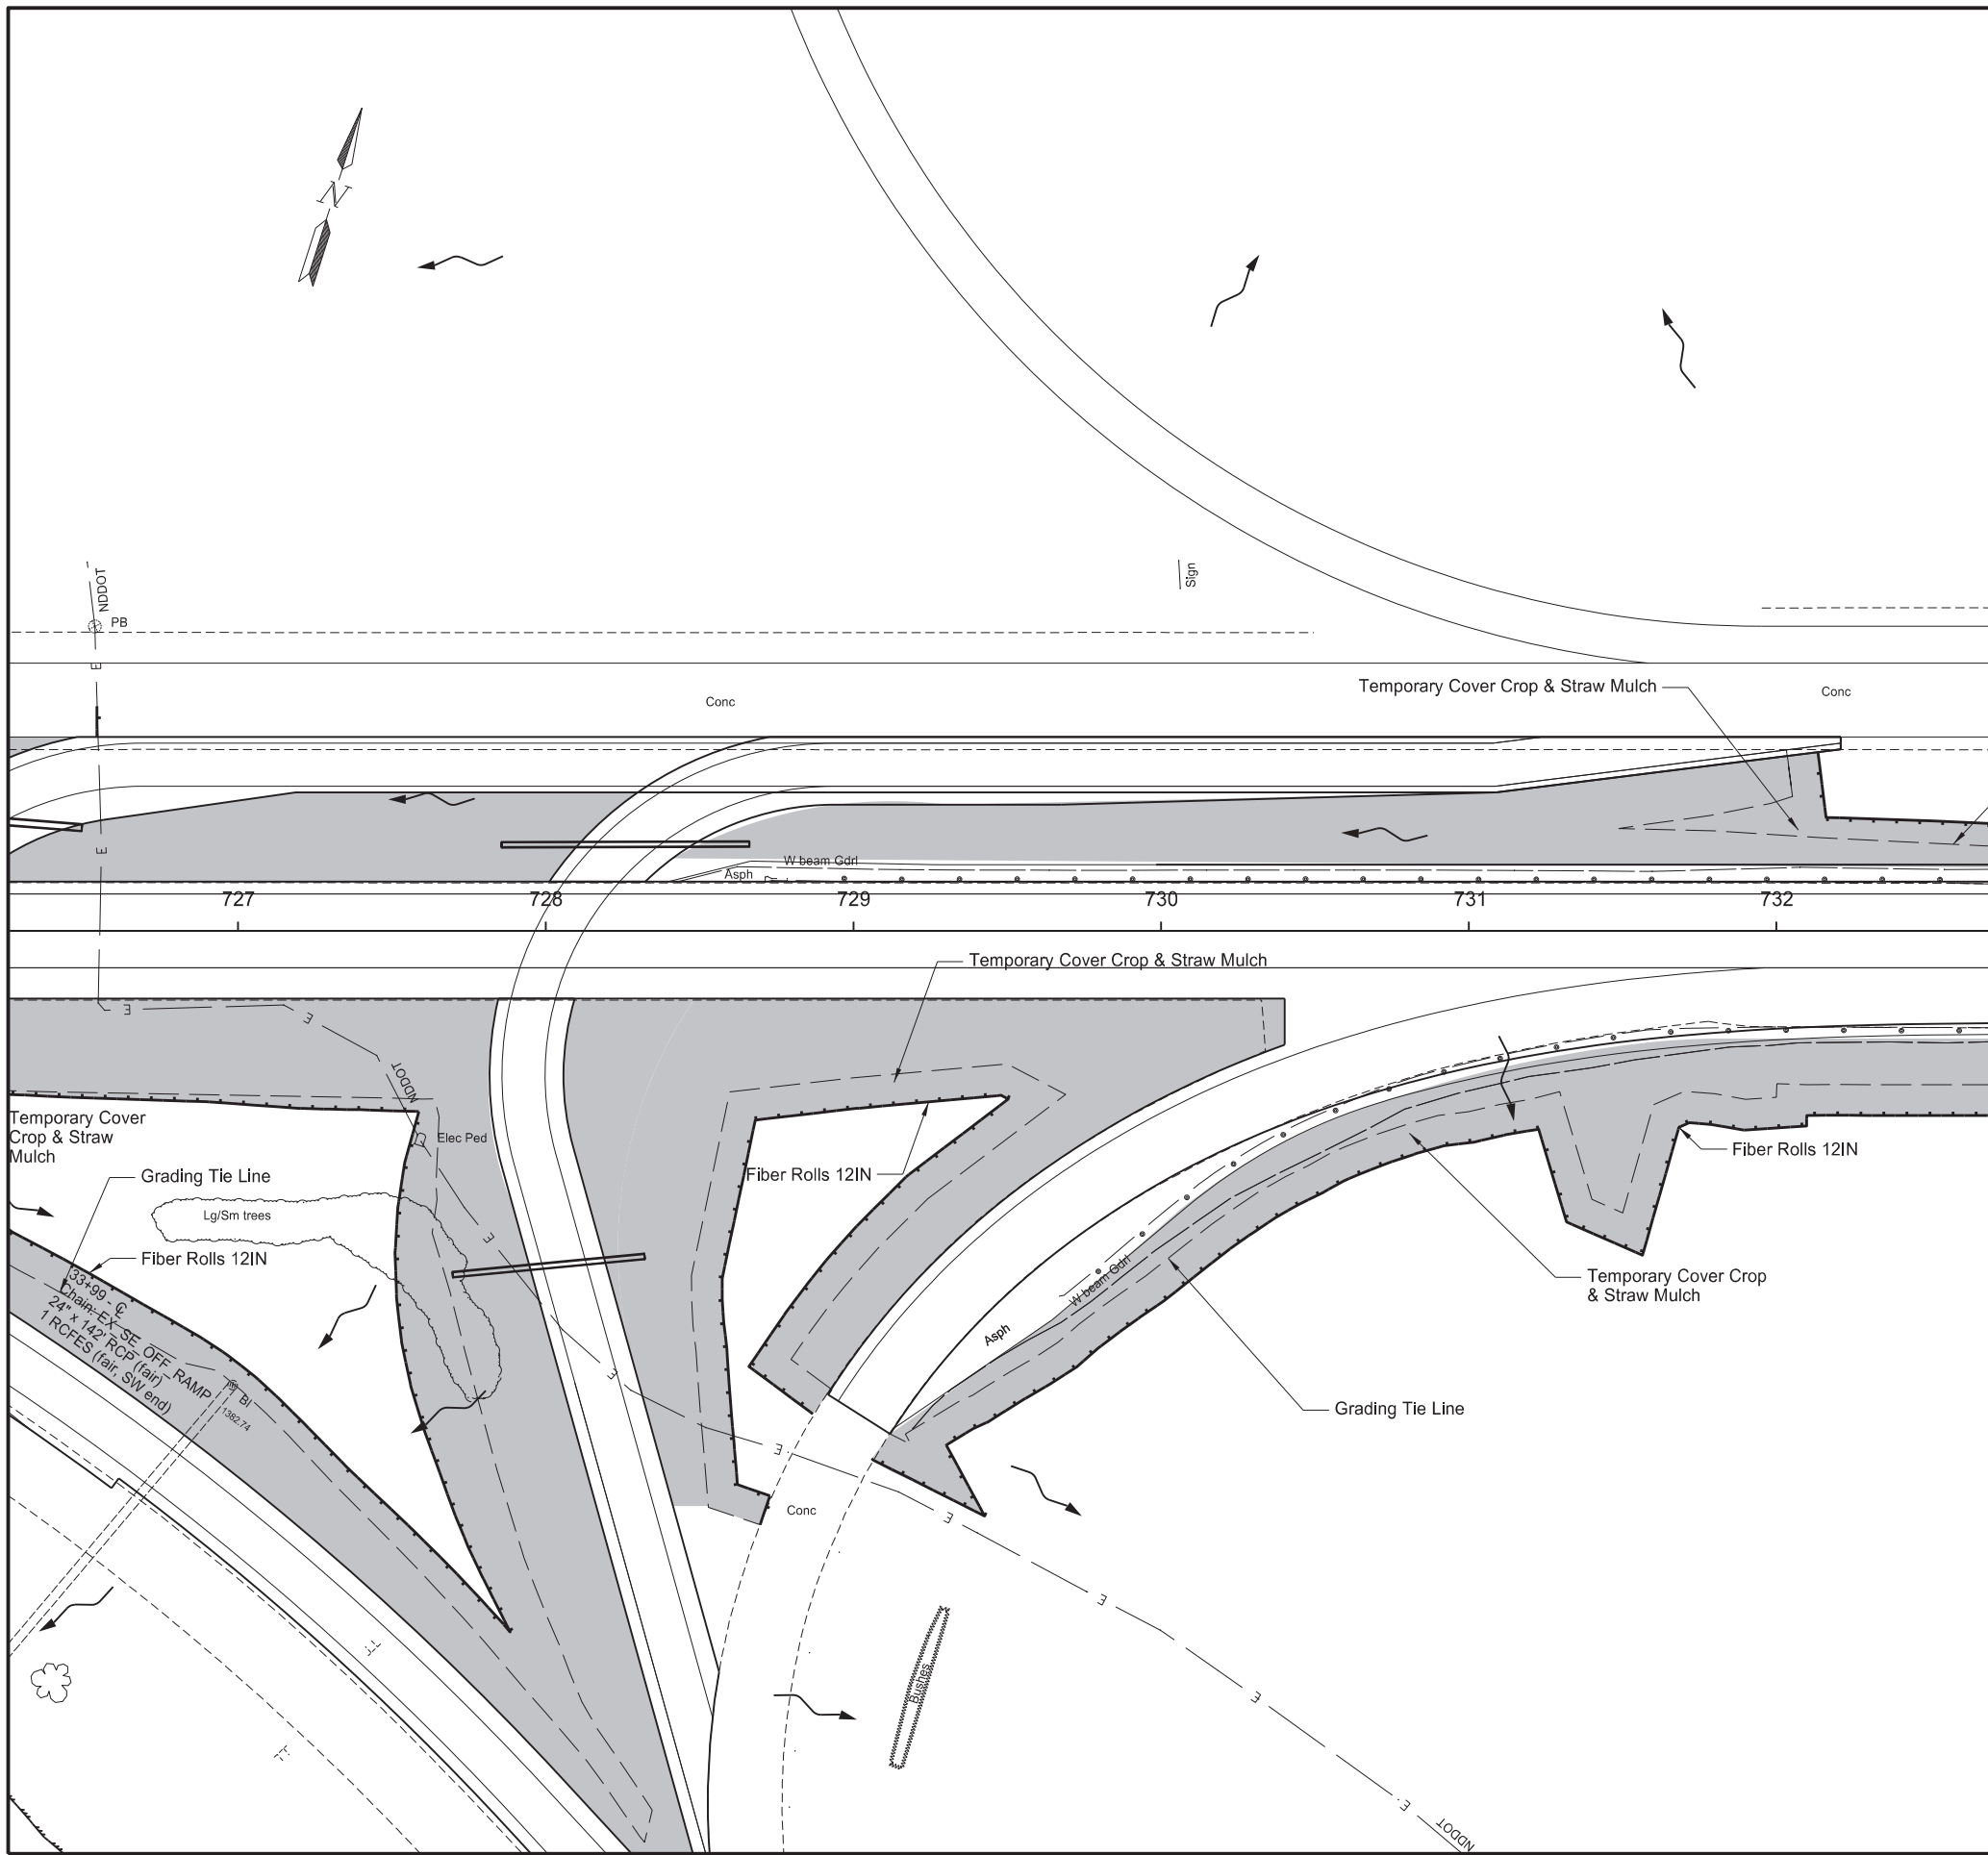 N
NDDOT
PB
E
Sign
Conc
Temporary Cover Crop & Straw Mulch
Conc
E
W beam Gdrl
Asph
727
728
729
730
731
732
Temporary Cover Crop & Straw Mulch
E
E
NDDOT
Temporary Cover
Crop & Straw
Mulch
Elec Ped
Fiber Rolls 12IN
Fiber Rolls 12IN
Grading Tie Line
Lg/Sm trees
E
Fiber Rolls 12IN
W beam Gdrl
Temporary Cover Crop
& Straw Mulch
33+99 - ℄
Chain: EX_SE_OFF_RAMP
24" x 142' RCP (fair)
1 RCFES (fair, SW end)
BI
1382.74
Asph
E
Grading Tie Line
E
Conc
E
E
Bushes
E
E
NDDOT